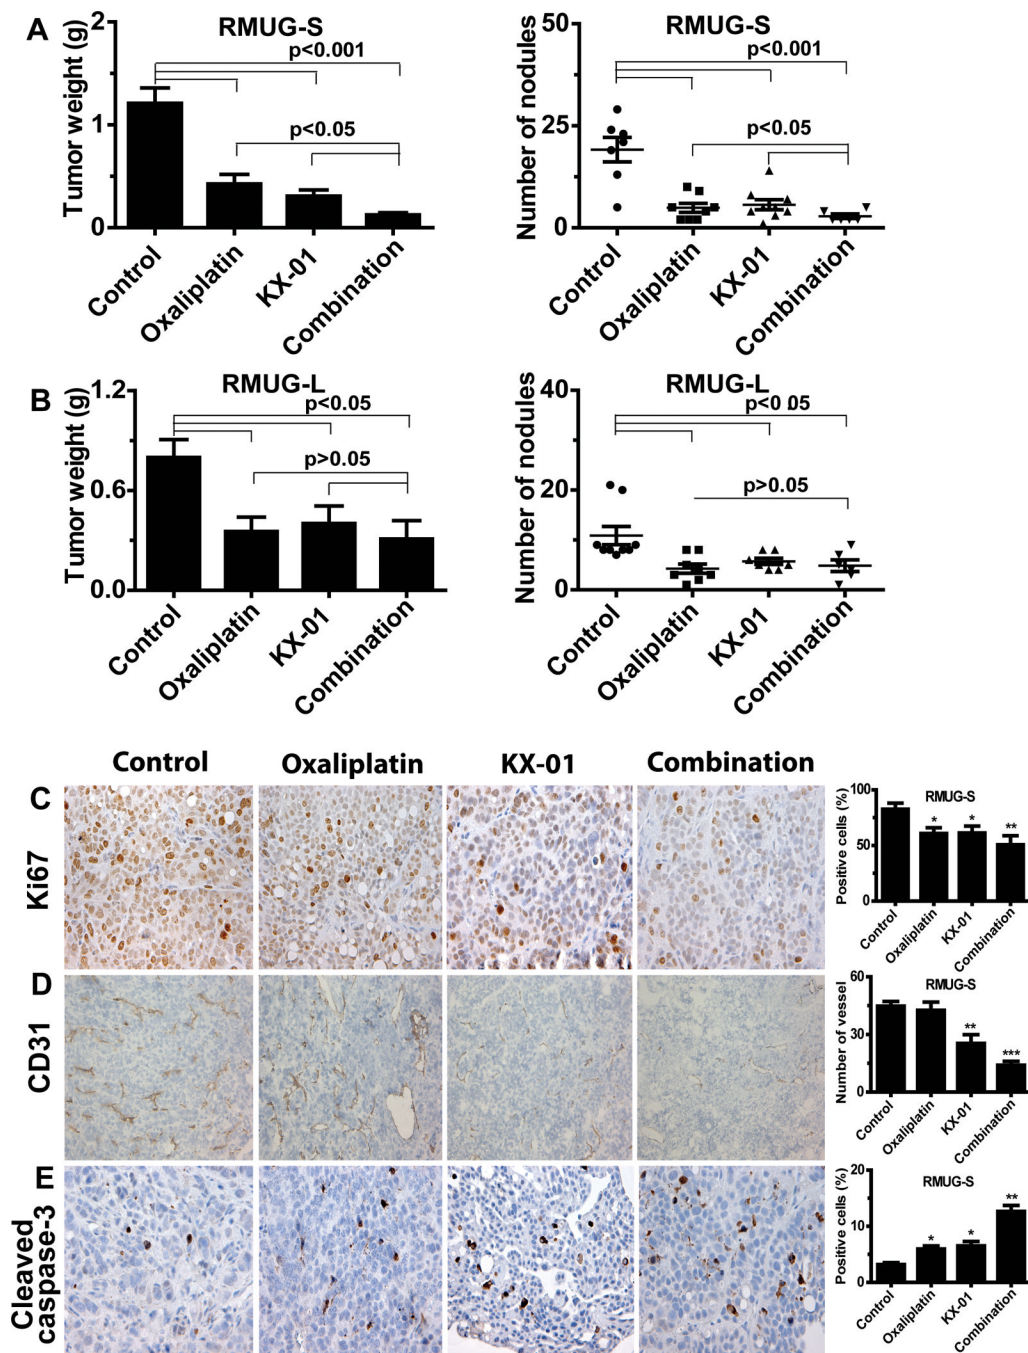 A
RMUG-S
Tumor weight (g)
2
1
0
p<0.001
p<0.05
Control
Oxaliplatin
KX-01
Combination
RMUG-S
Number of nodules
50
25
0
p<0.001
p<0.05
Control
Oxaliplatin
KX-01
Combination
B
RMUG-L
Tumor weight (g)
1.2
0.6
0.0
p<0.05
p>0.05
Control
Oxaliplatin
KX-01
Combination
RMUG-L
Number of nodules
40
20
0
p<0 05
p>0.05
Control
Oxaliplatin
KX-01
Combination
Control
Oxaliplatin
KX-01
Combination
C
Ki67
RMUG-S
Positive cells (%)
100
50
0
*
*
**
Control
Oxaliplatin
KX-01
Combination
D
CD31
RMUG-S
Number of vessel
60
30
0
**
***
Control
Oxaliplatin
KX-01
Combination
E
Cleaved
caspase-3
RMUG-S
Positive cells (%)
20
10
0
*
*
**
Control
Oxaliplatin
KX-01
Combination